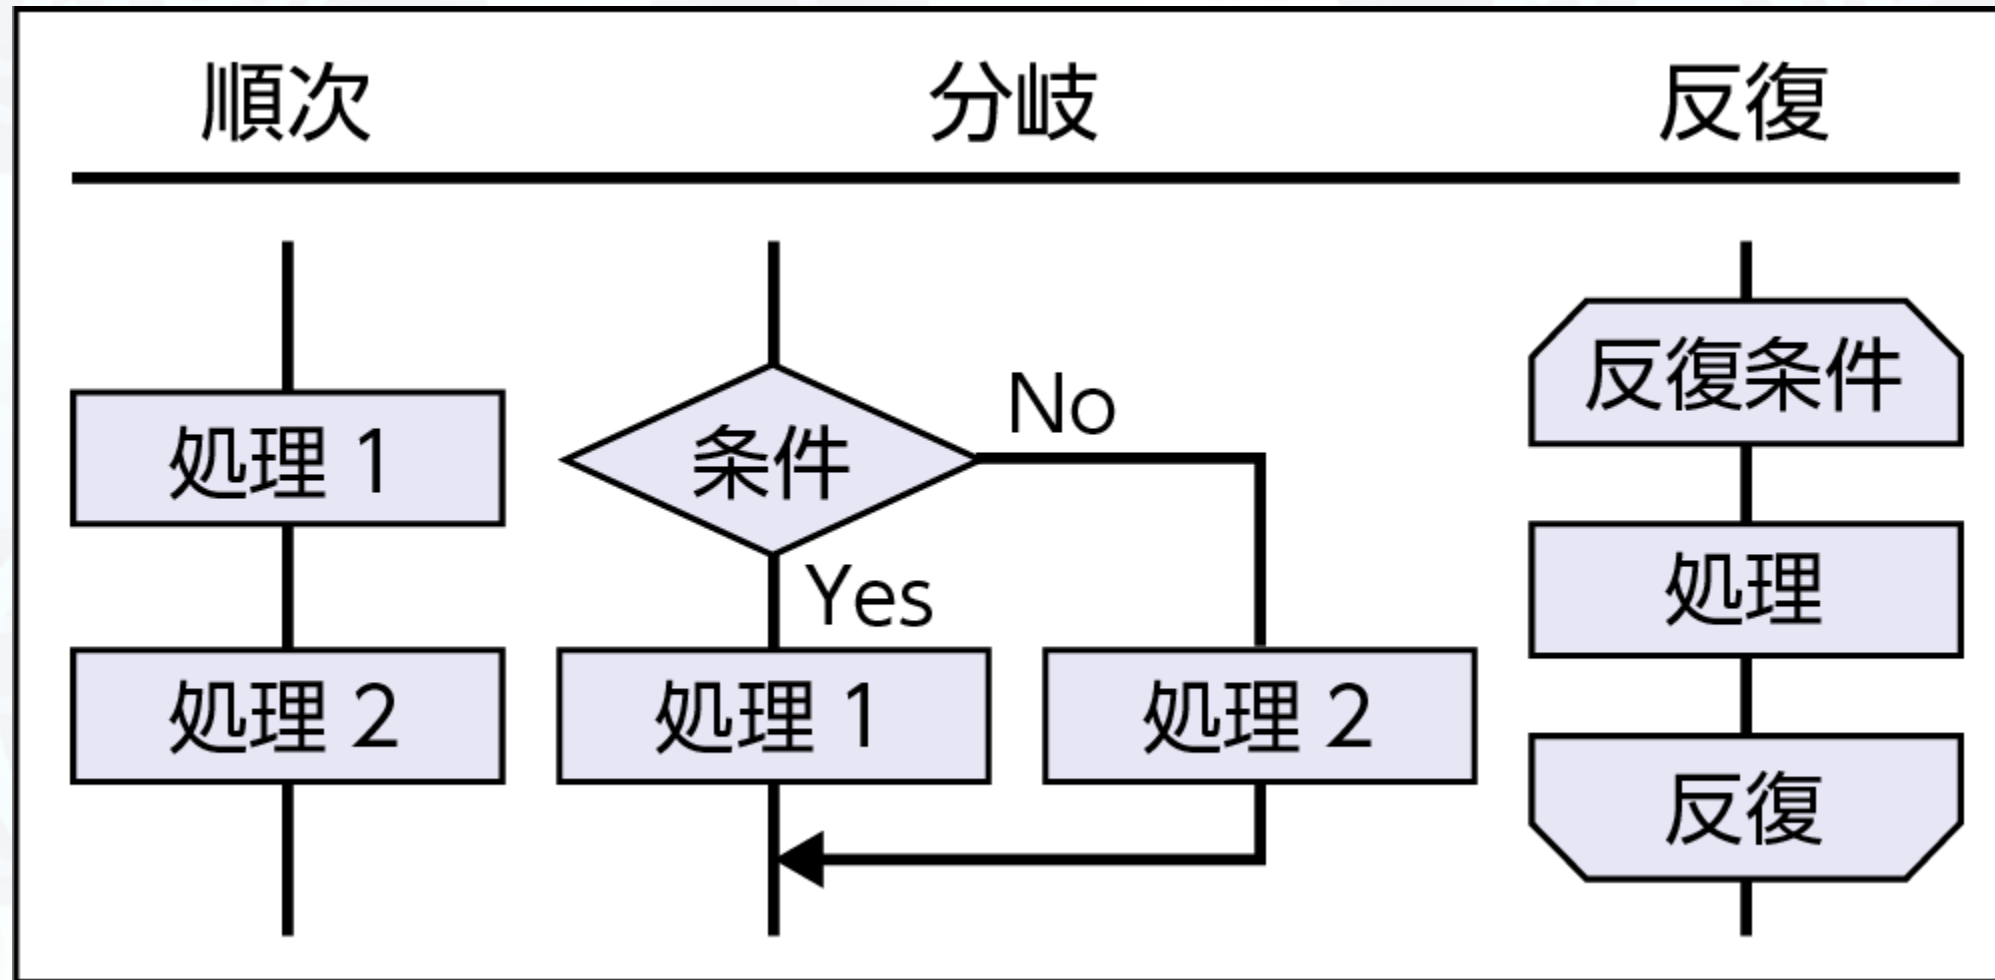 順次
分岐
反復
処理 1
処理 2
条件
No
Yes
処理 1
処理 2
反復条件
処理
反復